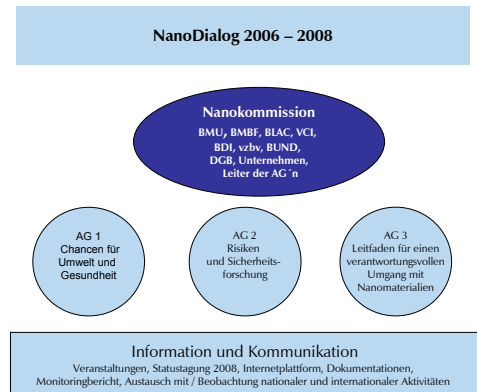 NanoDialog 2006 – 2008
Nanokommission
BMU, BMBF, BLAC, VCI,
BDI, vzbv, BUND,
DGB, Unternehmen,
Leiter der AG´n
AG 1
Chancen für
Umwelt und
Gesundheit
AG 2
Risiken
und Sicherheits-
forschung
AG 3
Leitfaden für einen
verantwortungsvollen
Umgang mit
Nanomaterialien
Information und Kommunikation
Veranstaltungen, Statustagung 2008, Internetplattform, Dokumentationen,
Monitoringbericht, Austausch mit / Beobachtung nationaler und internationaler Aktivitäten